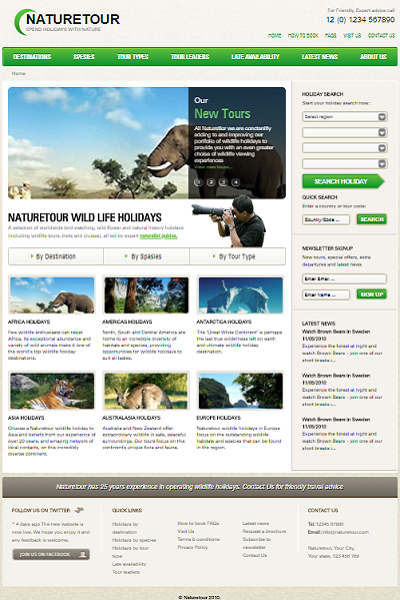 NATURETOUR
SPEND HOLIDAYS WITH NATURE
For Friendly, Expert advice call
12 (0) 1234 567890
HOME HOW TO BOOK FAQs VISIT US CONTACT US
DESTINATIONS SPESIES TOUR TYPES TOUR LEADERS LATE AVAILABILITY LATEST NEWS ABOUT US
Home
Our
New Tours
All Naturetour we are constantly
adding to and improving our
portfolio of wildlife holidays to
provide you with an even greater
choice of wildlife viewing
experiences
View new tours...
1 2 3 4
NATURETOUR WILD LIFE HOLIDAYS
A selection of worldwide bird watching, wild flower and natural history holidays
(including wildlife tours, treks and cruises), all led by expert naturalist guides.
By Destination By Spesies By Tour Type
AFRICA HOLIDAYS
Few wildlife enthusiasts can resist
Africa. Its exceptional abundance and
variety of wild animals make it one of
the world's top wildlife holiday
destinations.
AMERICAS HOLIDAYS
North, South and Central America are
home to an incredible diversity of
habitats and species, providing
opportunities for wildlife holidays to
suit all tastes.
ANTARCTICA HOLIDAYS
The 'Great White Continent' is perhaps
the last true wilderness left on earth
and ultimate wildlife holiday
destination.
ASIA HOLIDAYS
Choose a Naturetour wildlife holiday to
Asia and benefit from our experience of
over 20 years, and amazing network of
local contacts, on this incredibly
diverse continent.
AUSTRALASIA HOLIDAYS
Australia and New Zealand offer
extraordinary wildlife in safe, peaceful
surroundings. Our tours focus on this
continents unique flora and fauna.
EUROPE HOLIDAYS
Naturetour wildlife holidays in Europe
focus on the outstanding wildlife
habitats and species that can be found
in the region.
HOLIDAY SEARCH
Start your holiday search now:
Select region
SEARCH HOLIDAY
QUICK SEARCH
Enter a country or tour code:
Country/Code ... SEARCH
NEWSLETTER SIGNUP
New tours, special offers, extra
departures and latest news
Enter Email ...
Enter Name ... SIGN UP
LATEST NEWS
Watch Brown Bears in Sweden
11/05/2010
Experience the forest at night and
watch Brown Bears – join one of our
short breaks i...
Watch Brown Bears in Sweden
11/05/2010
Experience the forest at night and
watch Brown Bears – join one of our
short breaks i...
Watch Brown Bears in Sweden
11/05/2010
Experience the forest at night and
watch Brown Bears – join one of our
short breaks i...
Naturetour has 25 years experience in operating wildlife holidays. Contact Us for friendly traval advice
FOLLOW US ON TWITTER
" 4 days ago The new website is
now live. We hope you enjoy it and
any feedback is welcome.
JOIN US ON FACEBOOK
QUICK LINKS
Holidays by
destination
Holidays by species
Holidays by tour
type
Late availability
Tour leaders
How to book FAQs
Visit Us
Terms & conditions
Privacy Policy
Latest news
Request a brochure
Subscribe to
newsletter
Contact Us
CONTACT US
Tel: 12345 67890
Email: info@naturetour.com
Naturetour, Your City,
Your state, 123 456 789
© Naturetour 2010.